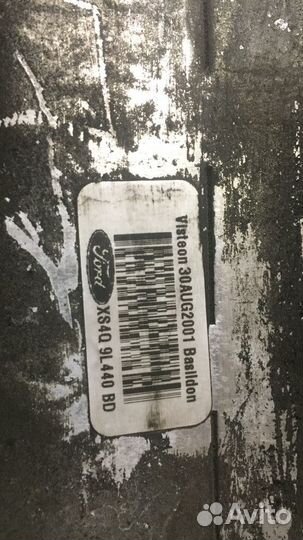 Visteon 30AUG2001 Basildon
Ford
XS4Q 9L440 BD
Avito